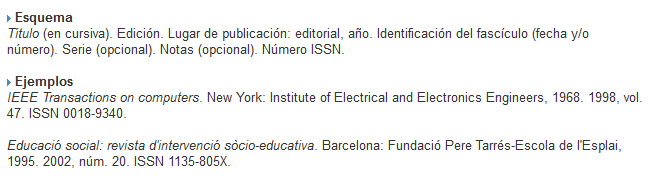 Esquema
Título (en cursiva). Edición. Lugar de publicación: editorial, año. Identificación del fascículo (fecha y/o
número). Serie (opcional). Notas (opcional). Número ISSN.
Ejemplos
IEEE Transactions on computers. New York: Institute of Electrical and Electronics Engineers, 1968. 1998, vol.
47. ISSN 0018-9340.
Educació social: revista d'intervenció sòcio-educativa. Barcelona: Fundació Pere Tarrés-Escola de l'Esplai,
1995. 2002, núm. 20. ISSN 1135-805X.